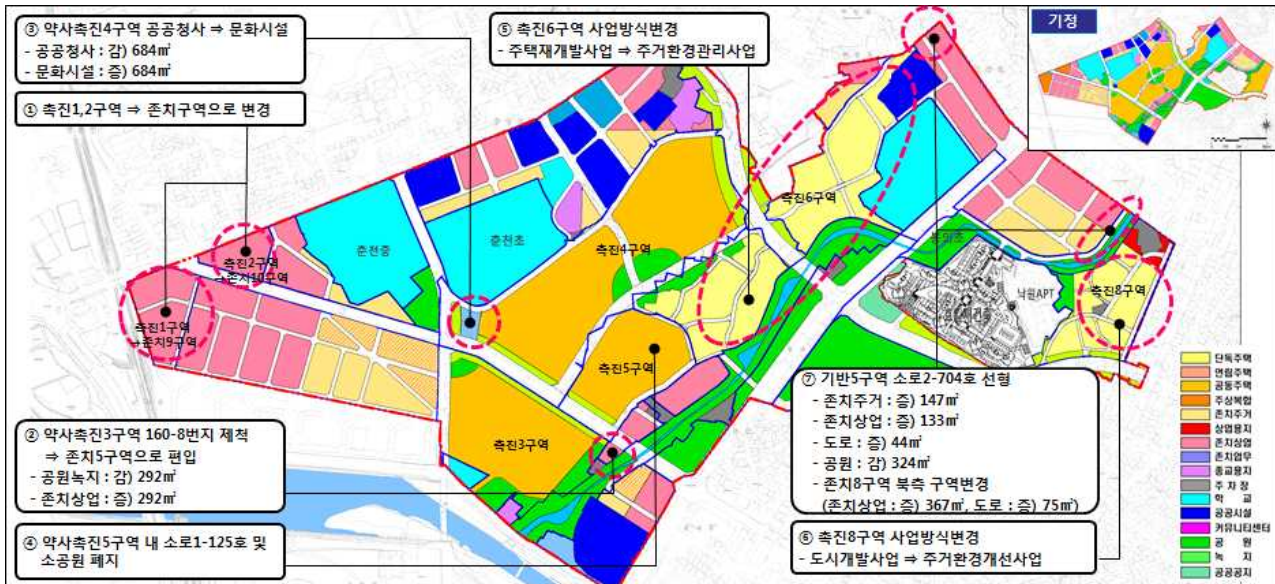 ③ 약사촉진4구역 공공청사 ⇒ 문화시설
- 공공청사 : 감) 684㎡
- 문화시설 : 증) 684㎡
① 촉진1,2구역 ⇒ 존치구역으로 변경
⑤ 촉진6구역 사업방식변경
- 주택재개발사업 ⇒ 주거환경관리사업
기정
춘천중
춘천초
촉진2구역
→존치10구역
촉진1구역
→존치9구역
촉진4구역
촉진6구역
촉진5구역
촉진3구역
봉의초
낙원APT
촉진8구역
② 약사촉진3구역 160-8번지 제척
⇒ 존치5구역으로 편입
- 공원녹지 : 감) 292㎡
- 존치상업 : 증) 292㎡
④ 약사촉진5구역 내 소로1-125호 및
소공원 폐지
⑦ 기반5구역 소로2-704호 선형
- 존치주거 : 증) 147㎡
- 존치상업 : 증) 133㎡
- 도로 : 증) 44㎡
- 공원 : 감) 324㎡
- 존치8구역 북측 구역변경
(존치상업 : 증) 367㎡, 도로 : 증) 75㎡)
⑥ 촉진8구역 사업방식변경
- 도시개발사업 ⇒ 주거환경개선사업
단독주택
연립주택
공동주택
주상복합
존치주거
상업용지
존치상업
존치업무
종교용지
주 차 장
학 교
공공시설
커뮤니티센터
공 원
녹 지
공공공지